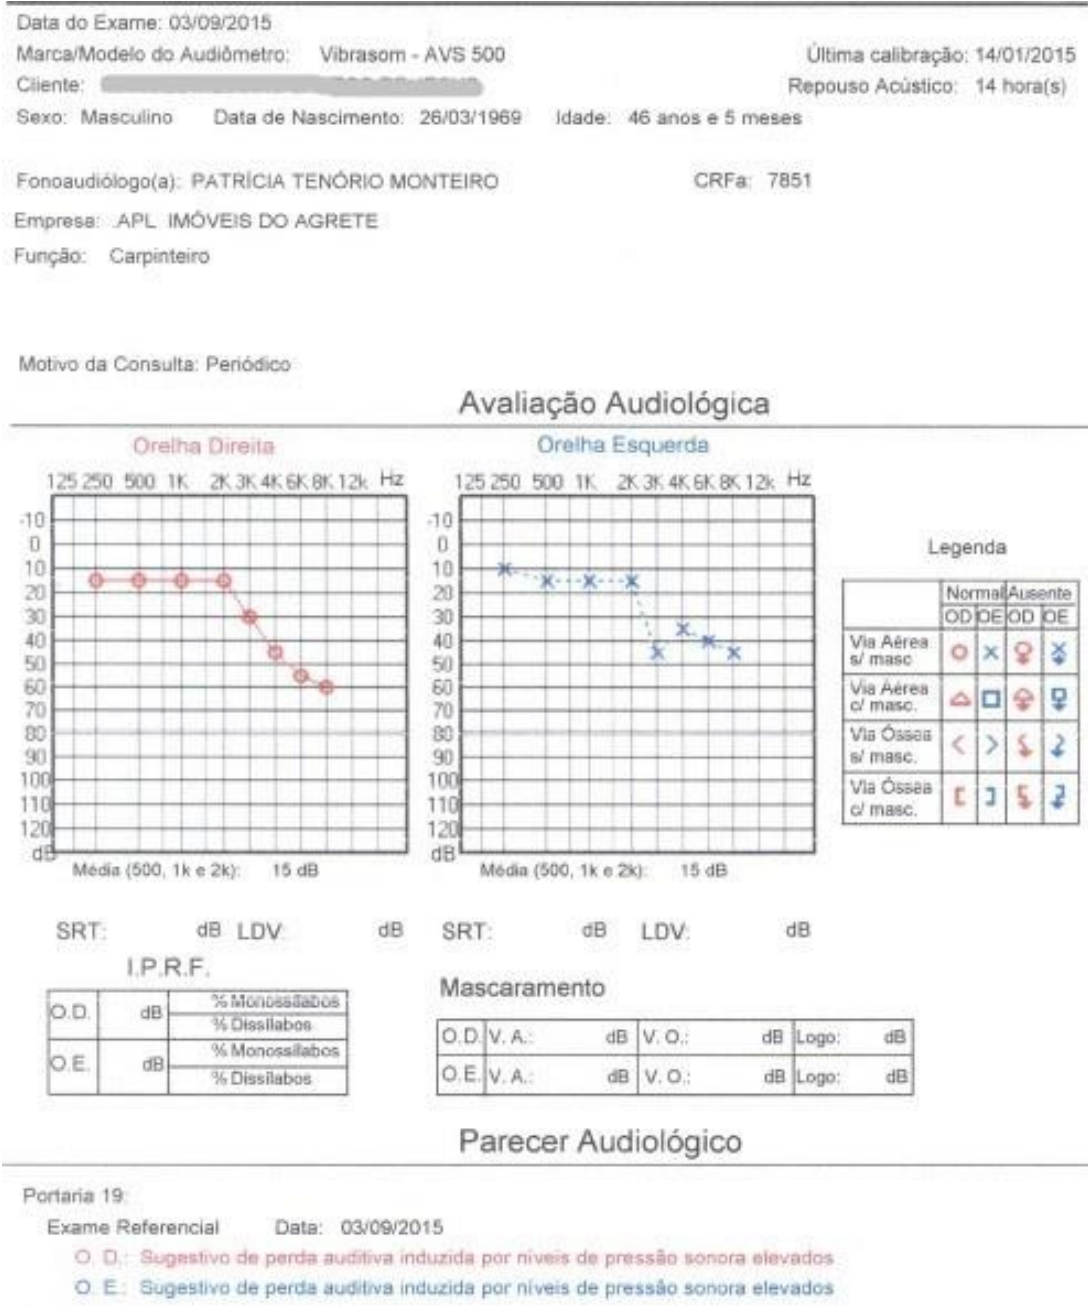 Data do Exame: 03/09/2015
Marca/Modelo do Audiômetro: Vibrasom - AVS 500 Última calibração: 14/01/2015
Cliente: Repouso Acústico: 14 hora(s)
Sexo: Masculino Data de Nascimento: 26/03/1969 Idade: 46 anos e 5 meses
Fonoaudiólogo(a): PATRÍCIA TENÓRIO MONTEIRO CRFa: 7851
Empresa: APL IMÓVEIS DO AGRETE
Função: Carpinteiro
Motivo da Consulta: Periódico
Avaliação Audiológica
Orelha Direita
125 250 500 1K 2K 3K 4K 6K 8K 12k Hz
-10
0
10
20
30
40
50
60
70
80
90
100
110
120
dB
Média (500, 1k e 2k): 15 dB
Orelha Esquerda
125 250 500 1K 2K 3K 4K 6K 8K 12k Hz
-10
0
10
20
30
40
50
60
70
80
90
100
110
120
dB
Média (500, 1k e 2k): 15 dB
Legenda
Normal Ausente
OD OE OD OE
Via Aérea
s/ masc
Via Aérea
c/ masc.
Via Óssea
s/ masc.
Via Óssea
c/ masc.
SRT: dB LDV: dB SRT: dB LDV: dB
I.P.R.F.
O.D. dB % Monossílabos
% Dissílabos
O.E. dB % Monossílabos
% Dissílabos
Mascaramento
O.D. V. A.: dB V. O.: dB Logo: dB
O.E. V. A.: dB V. O.: dB Logo: dB
Parecer Audiológico
Portaria 19:
Exame Referencial Data: 03/09/2015
O. D.: Sugestivo de perda auditiva induzida por níveis de pressão sonora elevados
O. E.: Sugestivo de perda auditiva induzida por níveis de pressão sonora elevados